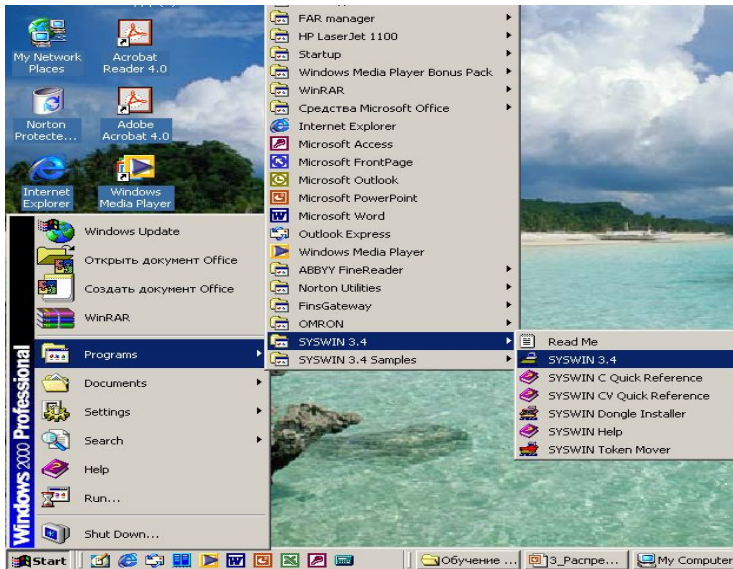 My Network
Places
Acrobat
Reader 4.0
Norton
Protecte...
Adobe
Acrobat 4.0
Internet
Explorer
Windows
Media Player
FAR manager
HP LaserJet 1100
Startup
Windows Media Player Bonus Pack
WinRAR
Средства Microsoft Office
Internet Explorer
Microsoft Access
Microsoft FrontPage
Microsoft Outlook
Microsoft PowerPoint
Microsoft Word
Outlook Express
Windows Media Player
ABBYY FineReader
Norton Utilities
FinsGateway
OMRON
SYSWIN 3.4
SYSWIN 3.4 Samples
Read Me
SYSWIN 3.4
SYSWIN C Quick Reference
SYSWIN CV Quick Reference
SYSWIN Dongle Installer
SYSWIN Help
SYSWIN Token Mover
Windows 2000 Professional
Windows Update
Открыть документ Office
Создать документ Office
WinRAR
Programs
Documents
Settings
Search
Help
Run...
Shut Down...
Start
Обучение ...
3_Распре...
My Computer